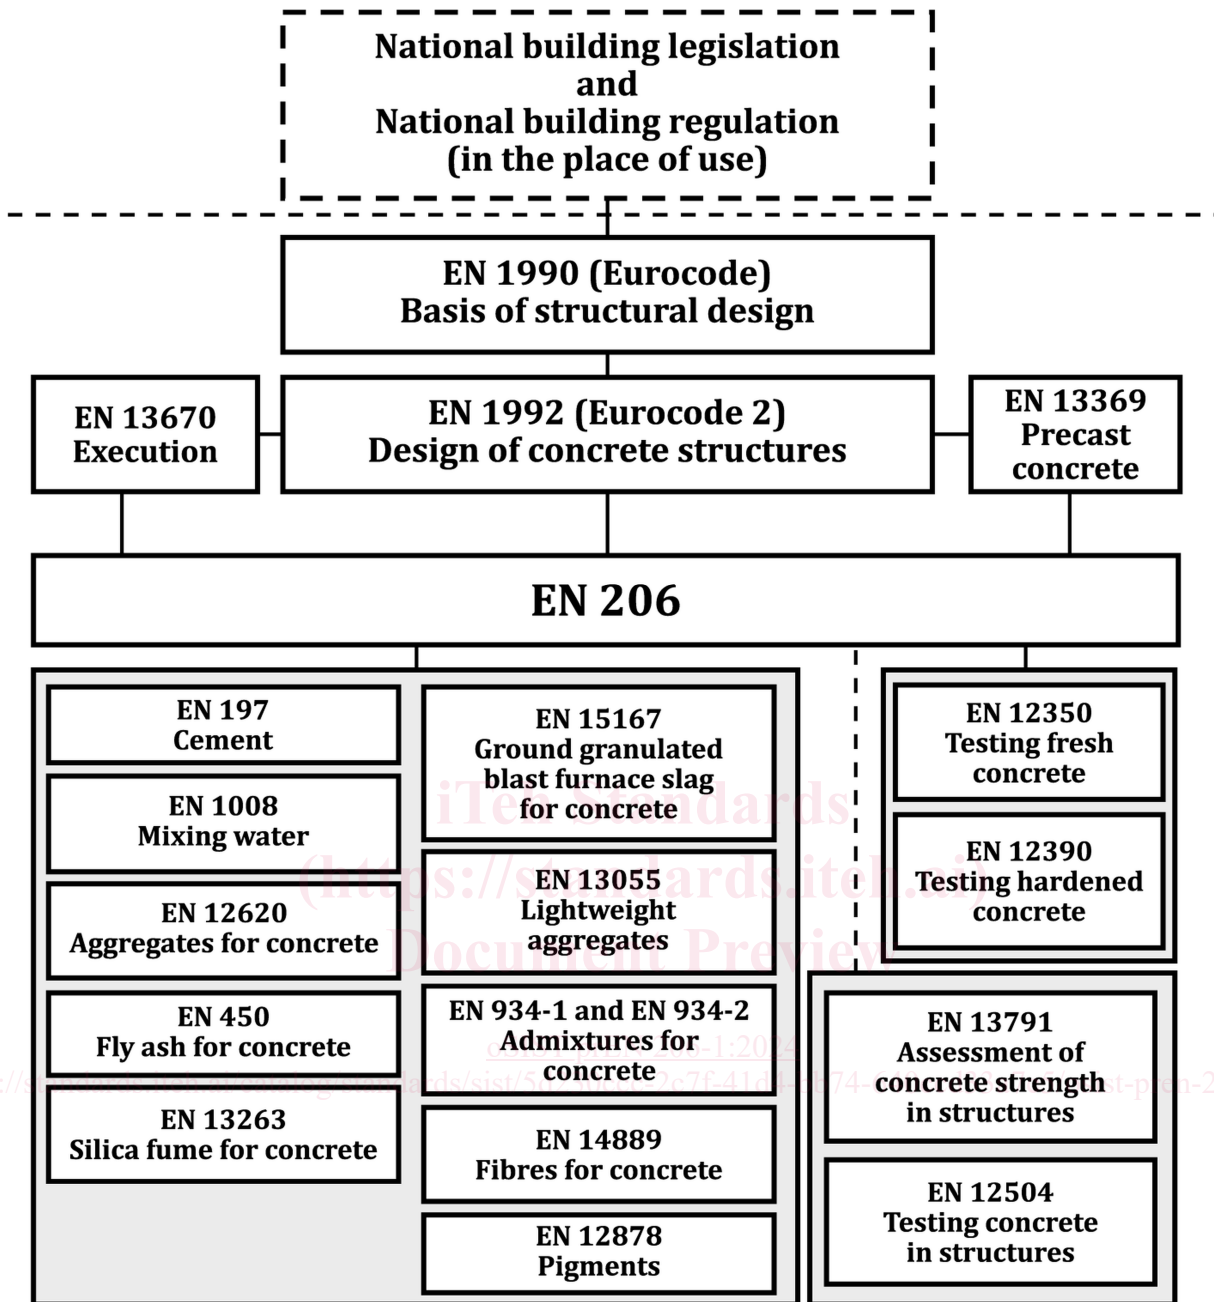 National building legislation
and
National building regulation
(in the place of use)
EN 1990 (Eurocode)
Basis of structural design
EN 13670
Execution
EN 1992 (Eurocode 2)
Design of concrete structures
EN 13369
Precast
concrete
EN 206
EN 197
Cement
EN 1008
Mixing water
EN 12620
Aggregates for concrete
EN 450
Fly ash for concrete
EN 13263
Silica fume for concrete
EN 15167
Ground granulated
blast furnace slag
for concrete
EN 13055
Lightweight
aggregates
EN 934-1 and EN 934-2
Admixtures for
concrete
EN 14889
Fibres for concrete
EN 12878
Pigments
EN 12350
Testing fresh
concrete
EN 12390
Testing hardened
concrete
EN 13791
Assessment of
concrete strength
in structures
EN 12504
Testing concrete
in structures
iTeh Standards
(https://standards.iteh.ai)
Document Preview
oSIST prEN 206-1:2024